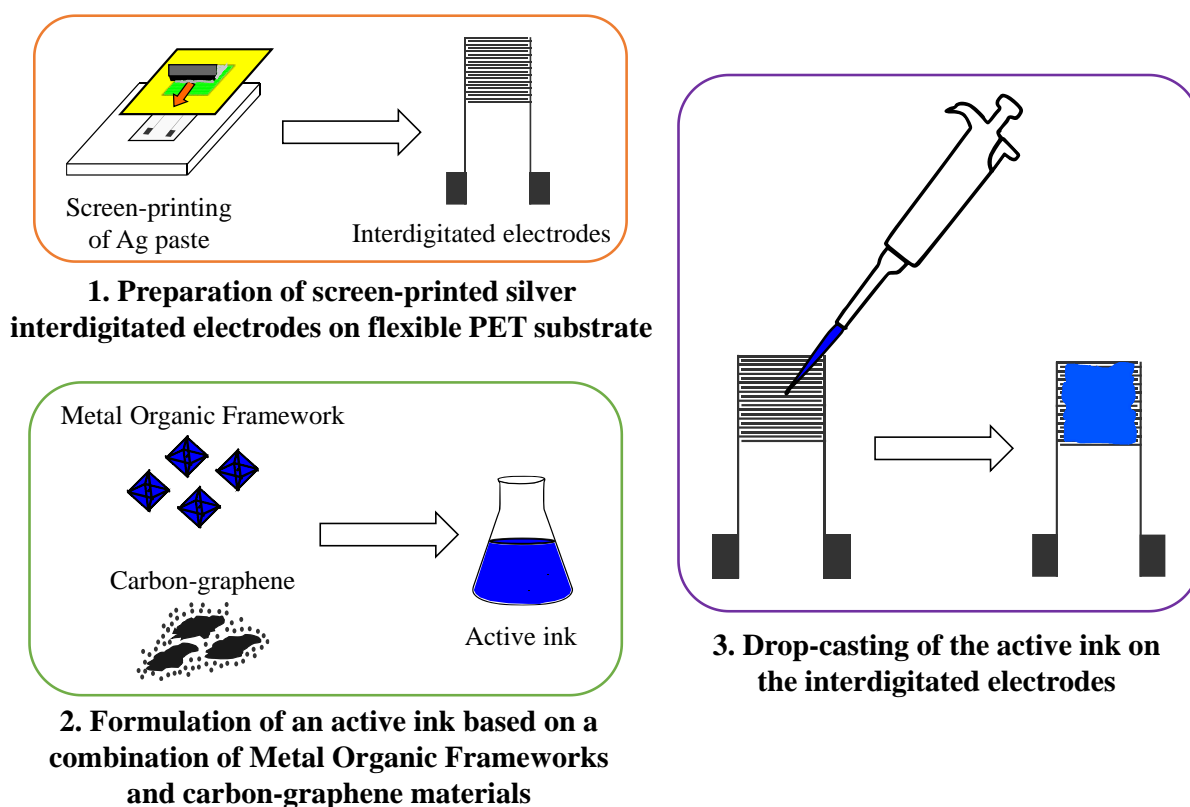 Screen-printing
of Ag paste
Interdigitated electrodes
1. Preparation of screen-printed silver
interdigitated electrodes on flexible PET substrate
Metal Organic Framework
Carbon-graphene
Active ink
2. Formulation of an active ink based on a
combination of Metal Organic Frameworks
and carbon-graphene materials
3. Drop-casting of the active ink on
the interdigitated electrodes